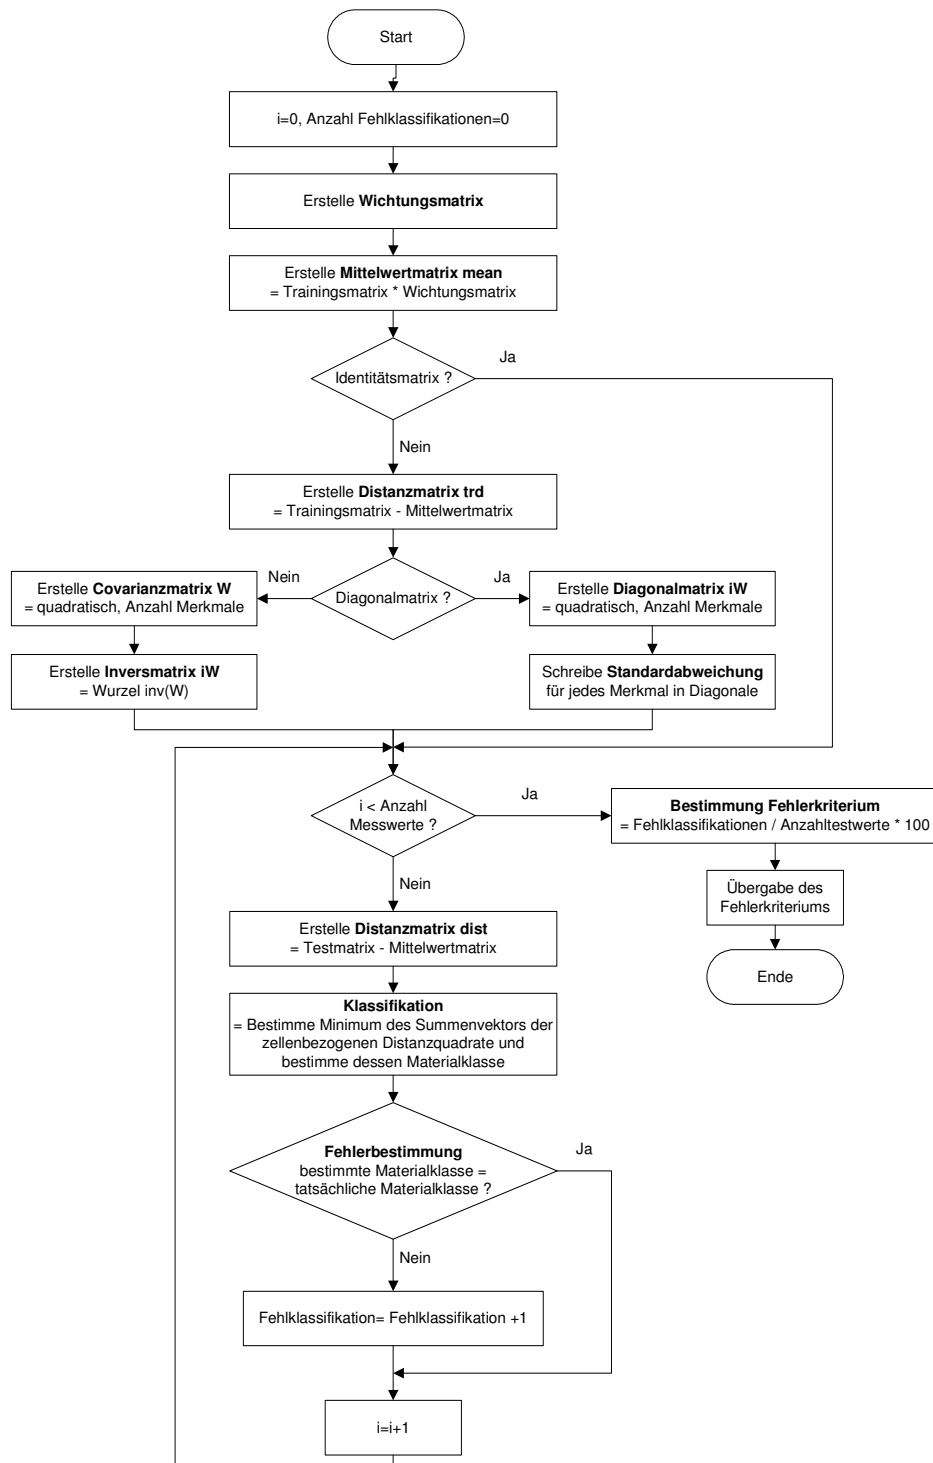 Start
i=0, Anzahl Fehlklassifikationen=0
Erstelle Wichtungsmatrix
Erstelle Mittelwertmatrix mean
= Trainingsmatrix * Wichtungsmatrix
Ja
Identitätsmatrix ?
Nein
Erstelle Distanzmatrix trd
= Trainingsmatrix - Mittelwertmatrix
Nein
Ja
Erstelle Covarianzmatrix W
= quadratisch, Anzahl Merkmale
Diagonalmatrix ?
Erstelle Diagonalmatrix iW
= quadratisch, Anzahl Merkmale
Erstelle Inversmatrix iW
= Wurzel inv(W)
Schreibe Standardabweichung
für jedes Merkmal in Diagonale
i < Anzahl
Messwerte ?
Ja
Bestimmung Fehlerkriterium
= Fehlklassifikationen / Anzahltestwerte * 100
Nein
Übergabe des
Fehlerkriteriums
Erstelle Distanzmatrix dist
= Testmatrix - Mittelwertmatrix
Ende
Klassifikation
= Bestimme Minimum des Summenvektors der
zellenbezogenen Distanzquadrate und
bestimme dessen Materialklasse
Fehlerbestimmung
bestimmte Materialklasse =
tatsächliche Materialklasse ?
Ja
Nein
Fehlklassifikation= Fehlklassifikation +1
i=i+1